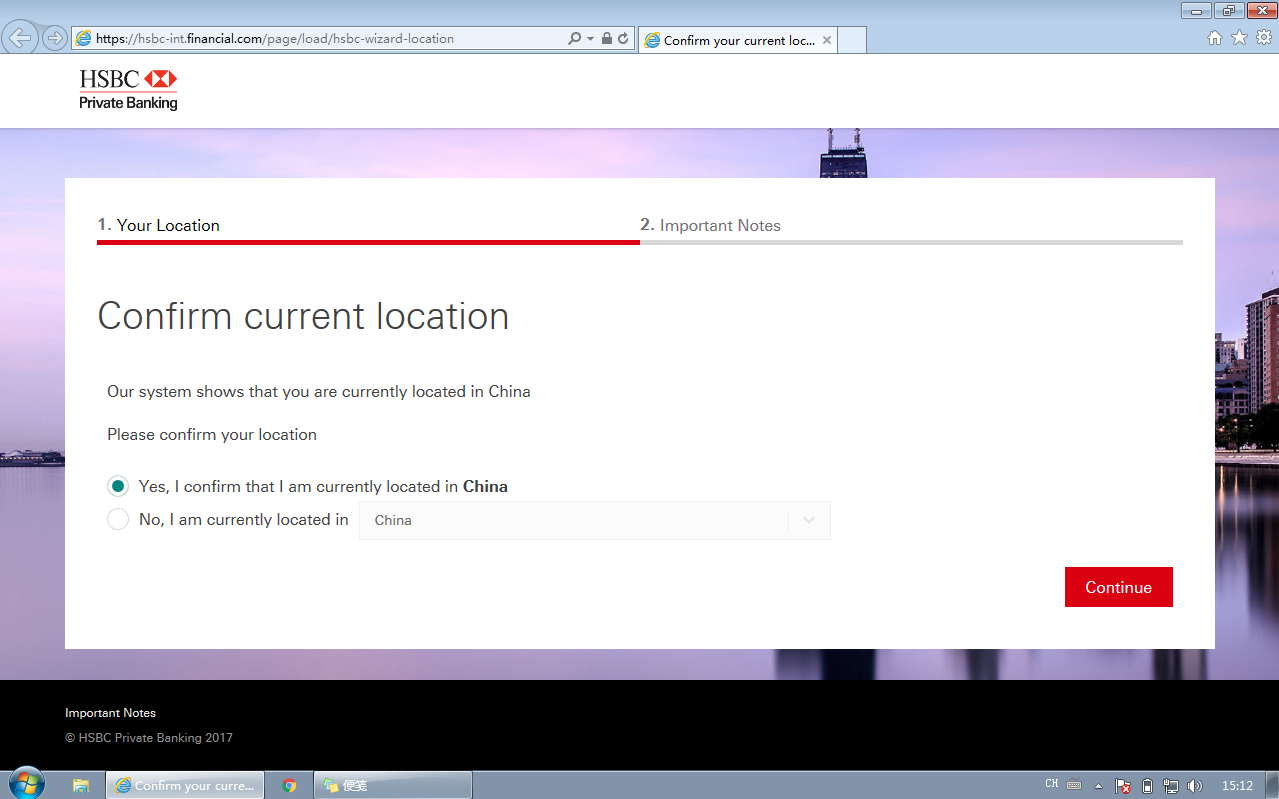 https://hsbc-int.financial.com/page/load/hsbc-wizard-location
Confirm your current loc...
HSBC
Private Banking
1. Your Location
2. Important Notes
Confirm current location
Our system shows that you are currently located in China
Please confirm your location
Yes, I confirm that I am currently located in China
No, I am currently located in China
Continue
Important Notes
© HSBC Private Banking 2017
Confirm your curre...
便笺
CH
15:12